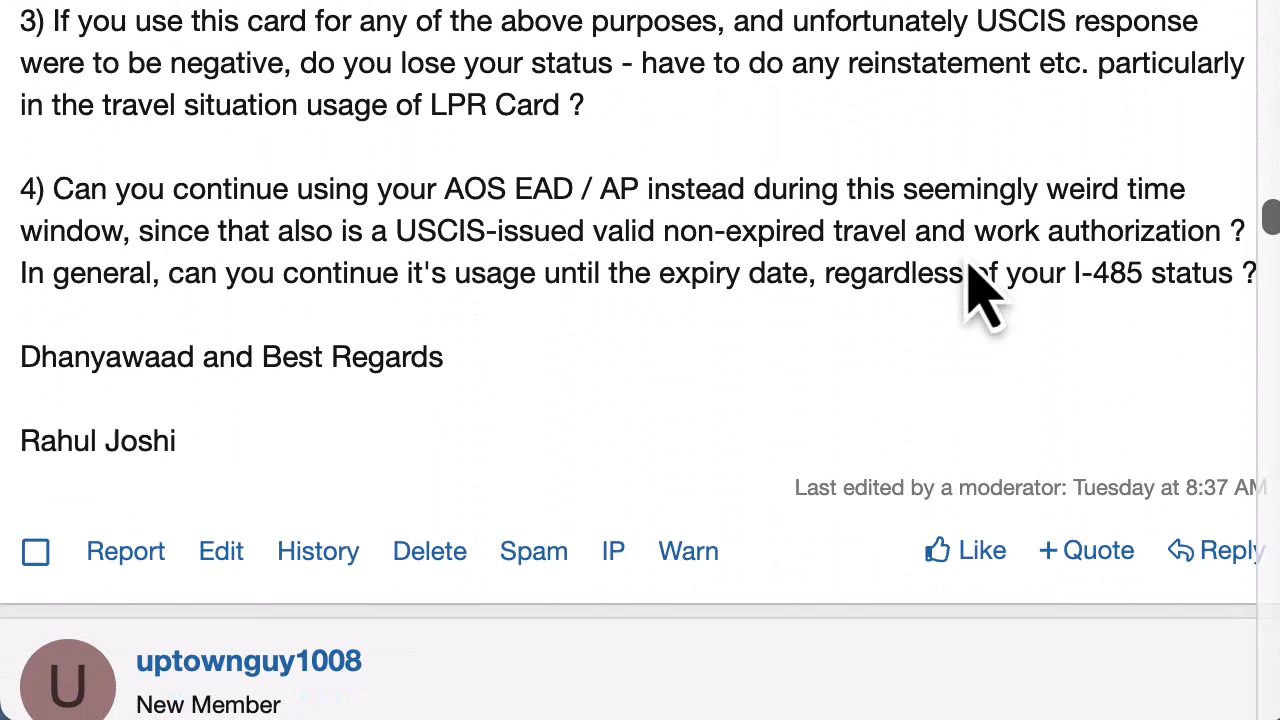 3) If you use this card for any of the above purposes, and unfortunately USCIS response
were to be negative, do you lose your status - have to do any reinstatement etc. particularly
in the travel situation usage of LPR Card ?
4) Can you continue using your AOS EAD / AP instead during this seemingly weird time
window, since that also is a USCIS-issued valid non-expired travel and work authorization ?
In general, can you continue it's usage until the expiry date, regardless of your I-485 status ?
Dhanyawaad and Best Regards
Rahul Joshi
Last edited by a moderator: Tuesday at 8:37 AM
Report Edit History Delete Spam IP Warn Like + Quote Reply
U
uptownguy1008
New Member